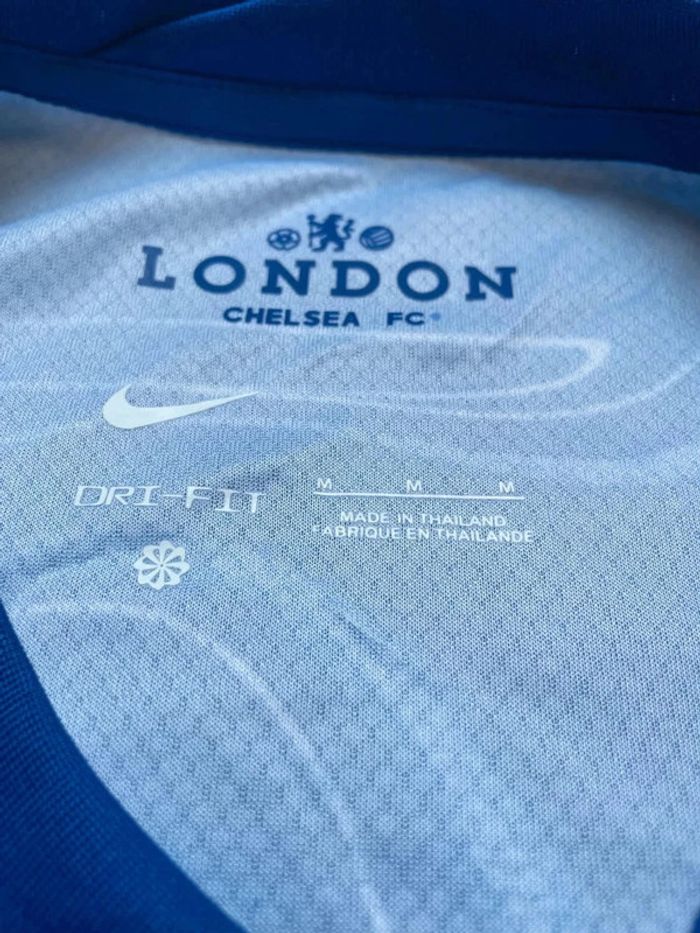 LONDON
CHELSEA FC
DRI-FIT
M M M
MADE IN THAILAND
FABRIQUE EN THAILANDE